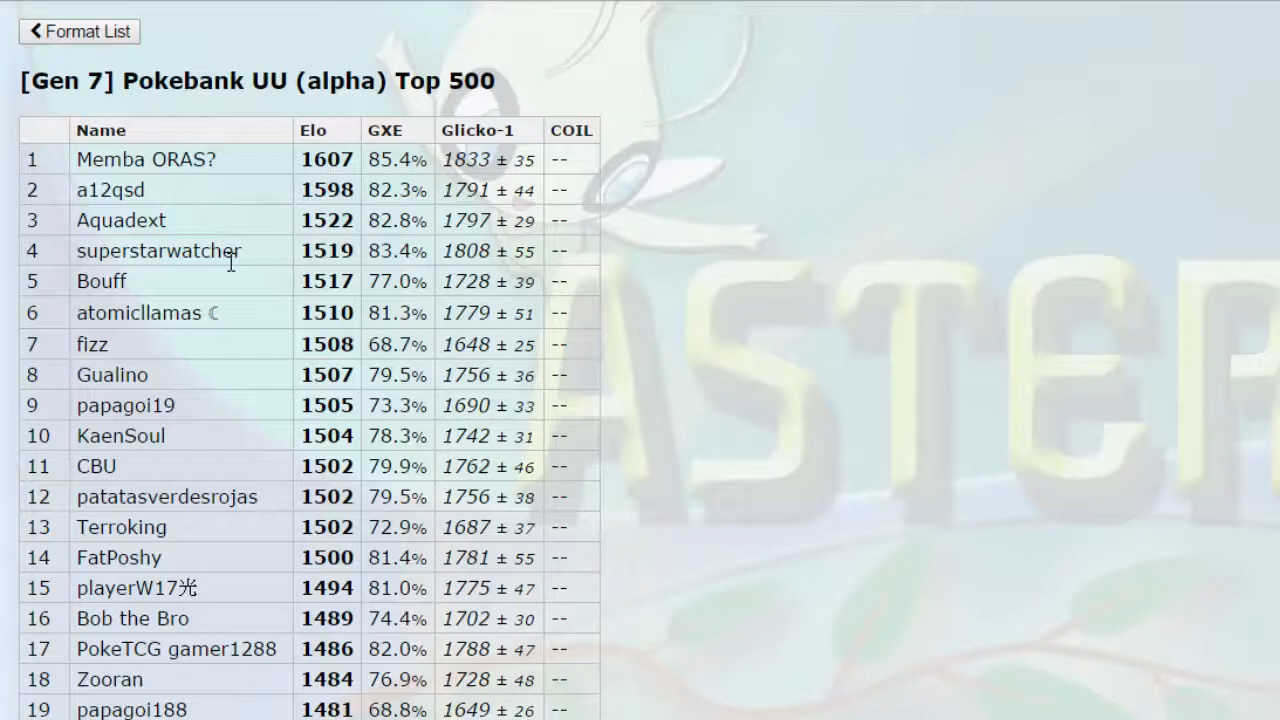 Format List
[Gen 7] Pokebank UU (alpha) Top 500
Name Elo GXE Glicko-1 COIL
1 Memba ORAS? 1607 85.4% 1833 ± 35 --
2 a12qsd 1598 82.3% 1791 ± 44 --
3 Aquadext 1522 82.8% 1797 ± 29 --
4 superstarwatcher 1519 83.4% 1808 ± 55 --
5 Bouff 1517 77.0% 1728 ± 39 --
6 atomicllamas ☾ 1510 81.3% 1779 ± 51 --
7 fizz 1508 68.7% 1648 ± 25 --
8 Gualino 1507 79.5% 1756 ± 36 --
9 papagoi19 1505 73.3% 1690 ± 33 --
10 KaenSoul 1504 78.3% 1742 ± 31 --
11 CBU 1502 79.9% 1762 ± 46 --
12 patatasverdesrojas 1502 79.5% 1756 ± 38 --
13 Terroking 1502 72.9% 1687 ± 37 --
14 FatPoshy 1500 81.4% 1781 ± 55 --
15 playerW17光 1494 81.0% 1775 ± 47 --
16 Bob the Bro 1489 74.4% 1702 ± 30 --
17 PokeTCG gamer1288 1486 82.0% 1788 ± 47 --
18 Zooran 1484 76.9% 1728 ± 48 --
19 papagoi188 1481 68.8% 1649 ± 26 --
ASTER